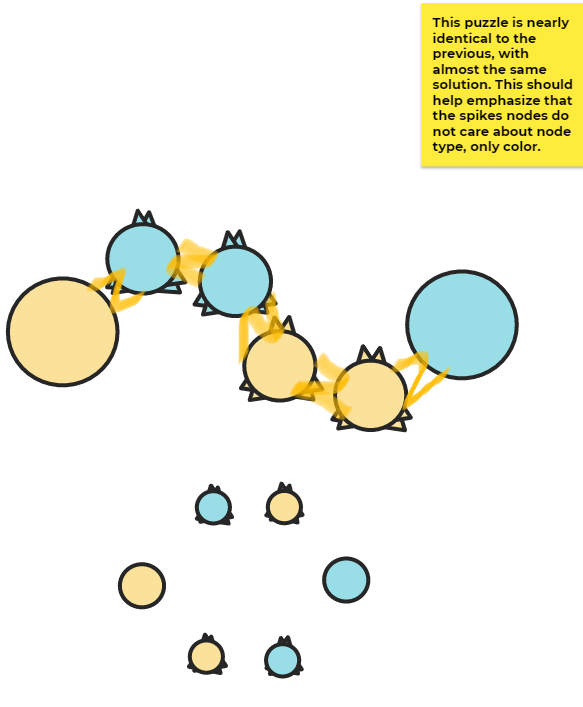 This puzzle is nearly
identical to the
previous, with
almost the same
solution. This should
help emphasize that
the spikes nodes do
not care about node
type, only color.